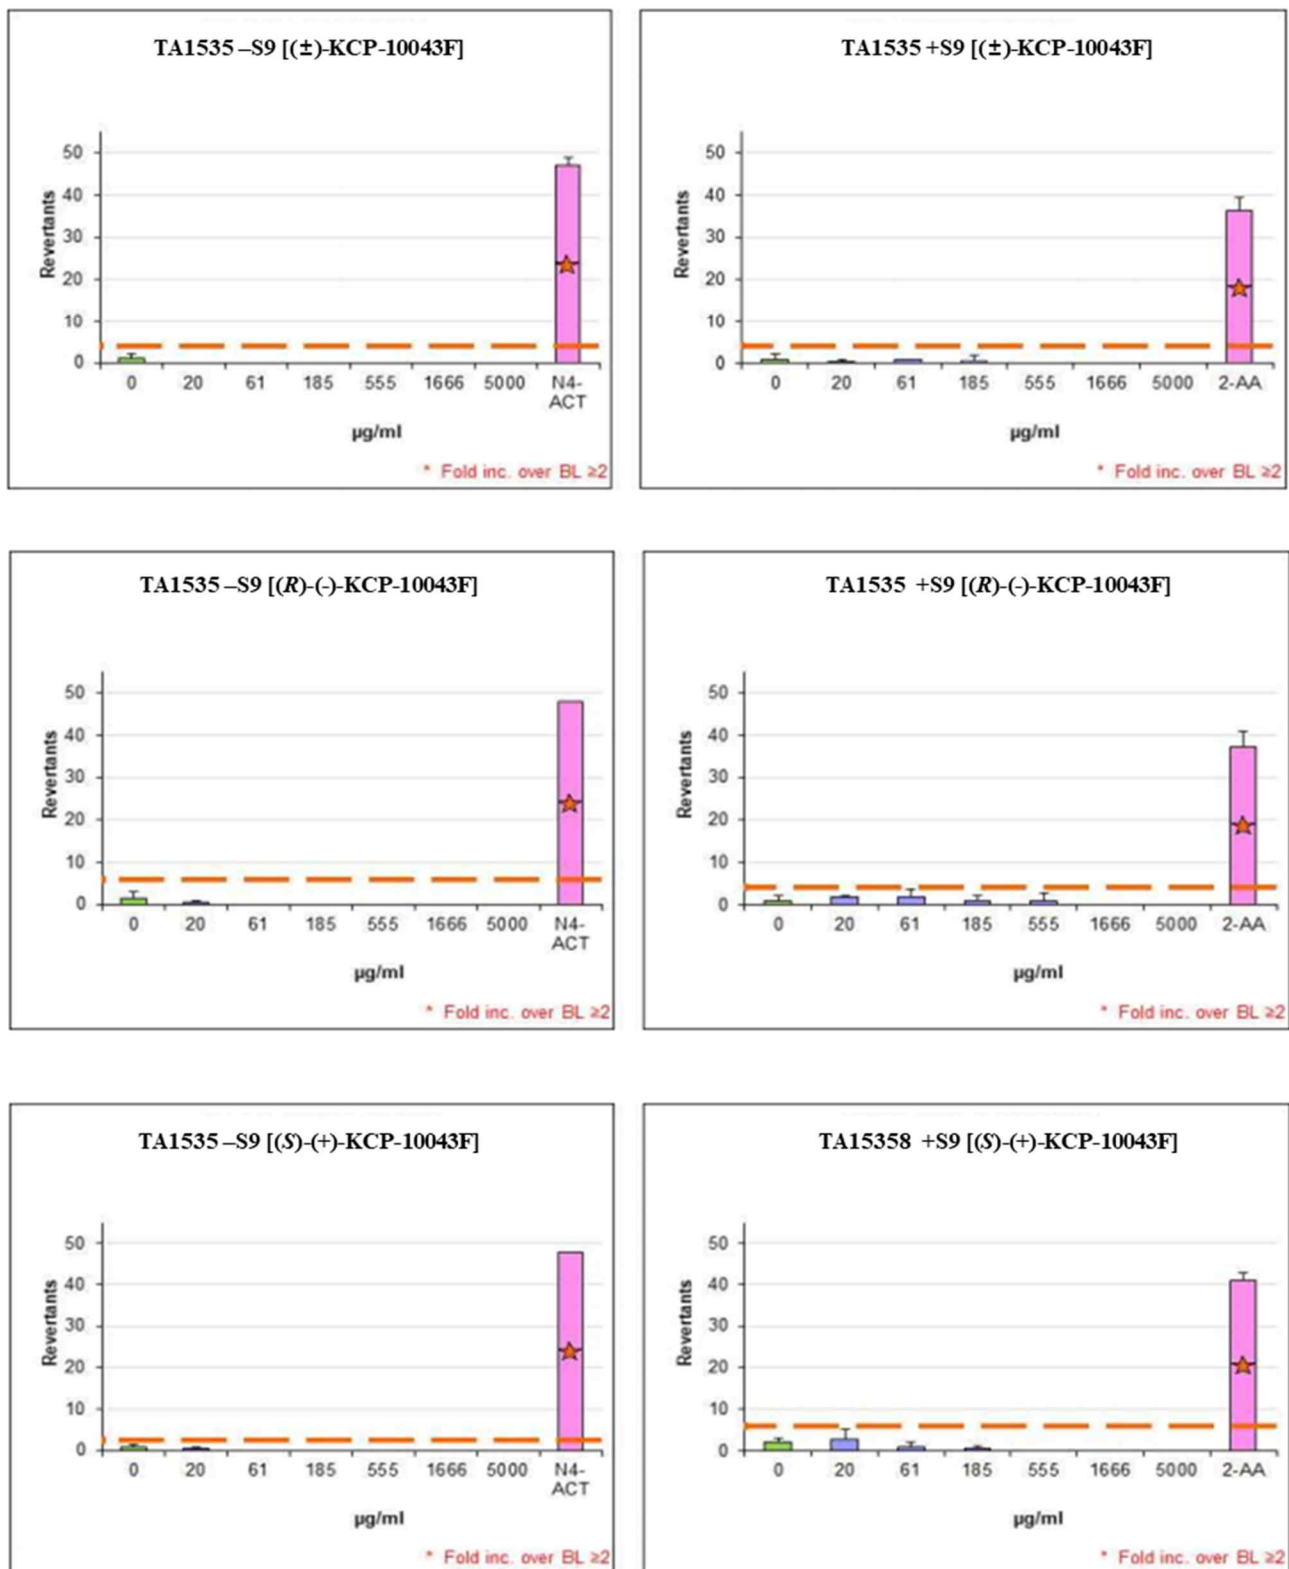 TA1535 –S9 [(±)-KCP-10043F]
Revertants
50
40
30
20
10
0
0 20 61 185 555 1666 5000 N4-
ACT
µg/ml
* Fold inc. over BL ≥2
TA1535 +S9 [(±)-KCP-10043F]
Revertants
50
40
30
20
10
0
0 20 61 185 555 1666 5000 2-AA
µg/ml
* Fold inc. over BL ≥2
TA1535 –S9 [(R)-(-)-KCP-10043F]
Revertants
50
40
30
20
10
0
0 20 61 185 555 1666 5000 N4-
ACT
µg/ml
* Fold inc. over BL ≥2
TA1535 +S9 [(R)-(-)-KCP-10043F]
Revertants
50
40
30
20
10
0
0 20 61 185 555 1666 5000 2-AA
µg/ml
* Fold inc. over BL ≥2
TA1535 –S9 [(S)-(+)-KCP-10043F]
Revertants
50
40
30
20
10
0
0 20 61 185 555 1666 5000 N4-
ACT
µg/ml
* Fold inc. over BL ≥2
TA15358 +S9 [(S)-(+)-KCP-10043F]
Revertants
50
40
30
20
10
0
0 20 61 185 555 1666 5000 2-AA
µg/ml
* Fold inc. over BL ≥2